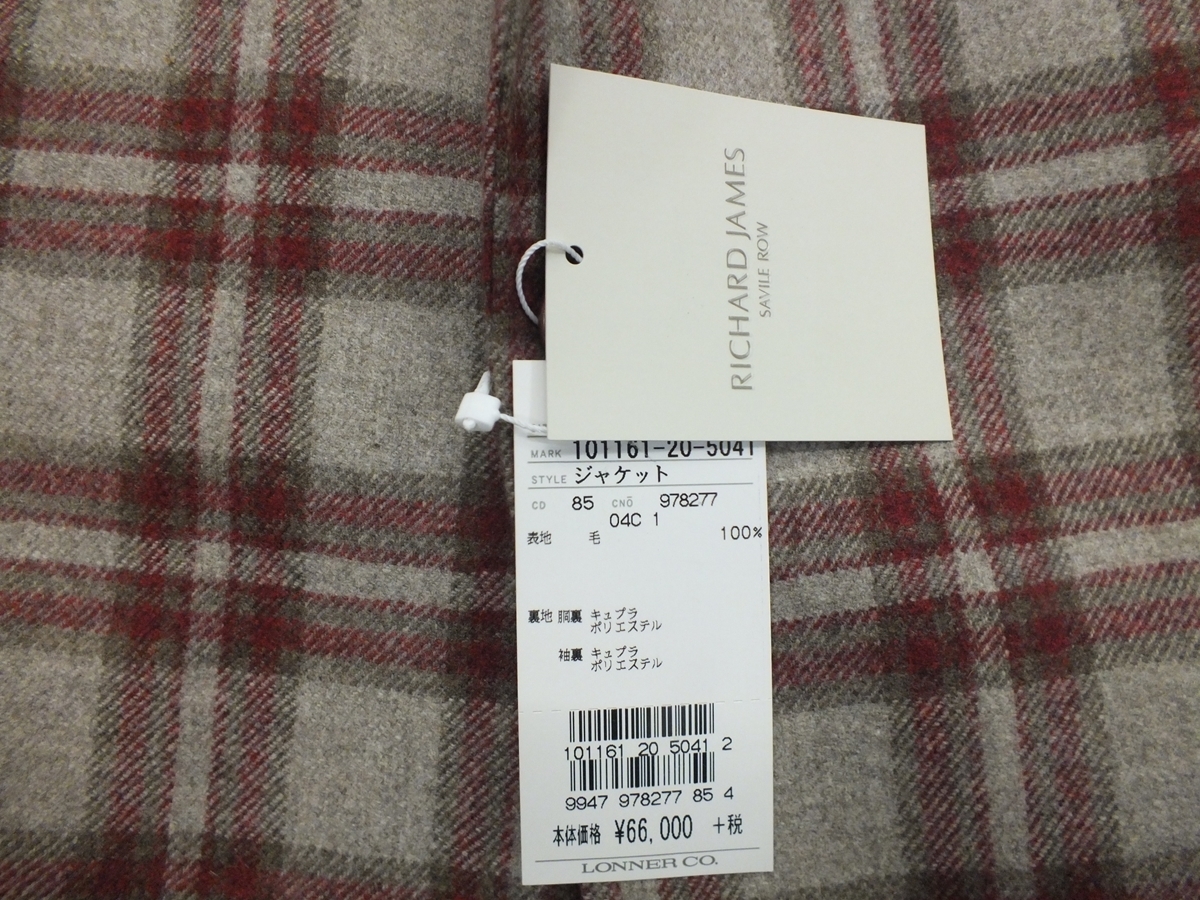 RICHARD JAMES
SAVILE ROW
MARK 101161-20-5041
STYLE ジャケット
CD 85 CNŌ 978277
04C 1
表地 毛 100%
裏地 胴裏 キュプラ
ポリエステル
袖裏 キュプラ
ポリエステル
101161 20 5041 2
9947 978277 85 4
本体価格 ¥66,000 +税
LONNER CO.